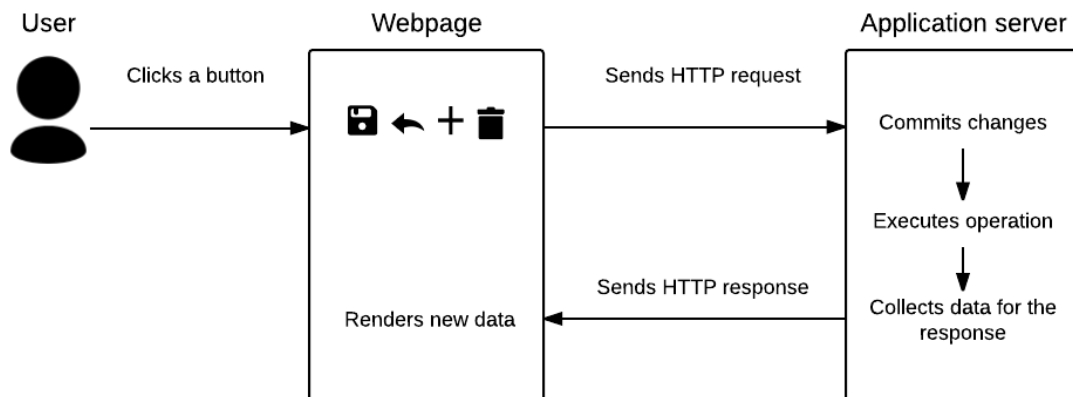 User
Webpage
Application server
Clicks a button
Sends HTTP request
Commits changes
Executes operation
Sends HTTP response
Collects data for the
response
Renders new data